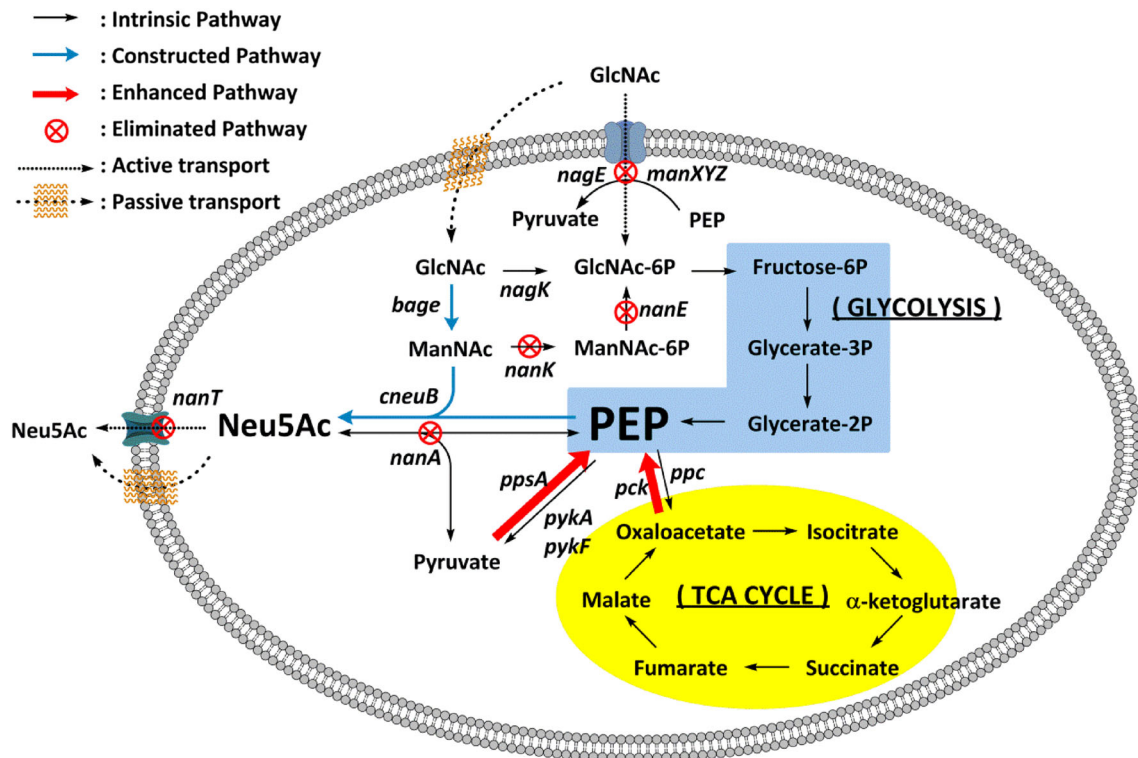 : Intrinsic Pathway
: Constructed Pathway
: Enhanced Pathway
: Eliminated Pathway
: Active transport
: Passive transport
GlcNAc
nagE manXYZ
Pyruvate PEP
GlcNAc GlcNAc-6P Fructose-6P
nagK
bage
( GLYCOLYSIS )
nanE
ManNAc ManNAc-6P Glycerate-3P
nanK
nanT cneuB
Neu5Ac Neu5Ac PEP Glycerate-2P
nanA
ppsA pck ppc
pykA
pykF
Pyruvate
Oxaloacetate Isocitrate
Malate ( TCA CYCLE ) α-ketoglutarate
Fumarate Succinate